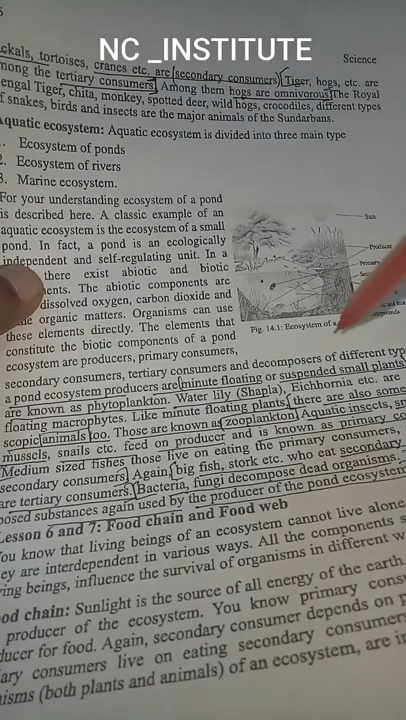 NC _INSTITUTE
Science
ckals, tortoises, cranes etc. are secondary consumers. Tiger, hogs, etc. are
mong the tertiary consumers. Among them hogs are omnivorous. The Royal
engal Tiger, chita, monkey, spotted deer, wild hogs, crocodiles, different types
f snakes, birds and insects are the major animals of the Sundarbans.
Aquatic ecosystem: Aquatic ecosystem is divided into three main type
Ecosystem of ponds
2. Ecosystem of rivers
3. Marine ecosystem.
For your understanding ecosystem of a pond
is described here. A classic example of an
aquatic ecosystem is the ecosystem of a small
pond. In fact, a pond is an ecologically
independent and self-regulating unit. In a
there exist abiotic and biotic
ents. The abiotic components are
dissolved oxygen, carbon dioxide and
organic matters. Organisms can use
these elements directly. The elements that
constitute the biotic components of a pond
ecosystem are producers, primary consumers,
Sun
Producer
Primary
Fig. 14.1: Ecosystem of a
secondary consumers, tertiary consumers and decomposers of different typ
a pond ecosystem producers are minute floating or suspended small plants
are known as phytoplankton. Water lily (Shapla), Eichhornia etc. are
floating macrophytes. Like minute floating plants there are also some
scopic animals too. Those are known as zooplankton. Aquatic insects, sm
mussels, snails etc. feed on producer and is known as primary co
Medium sized fishes those live on eating the primary consumers,
secondary consumers. Again big fish, stork etc. who eat secondary
are tertiary consumers. Bacteria, fungi decompose dead organisms.
posed substances again used by the producer of the pond ecosystem
Lesson 6 and 7: Food chain and Food web
You know that living beings of an ecosystem cannot live alone
ey are interdependent in various ways. All the components
ving beings, influence the survival of organisms in different w
ood chain: Sunlight is the source of all energy of the earth.
producer of the ecosystem. You know primary consu
ducer for food. Again, secondary consumer depends on p
iary consumers live on eating secondary consumers
nisms (both plants and animals) of an ecosystem, are in